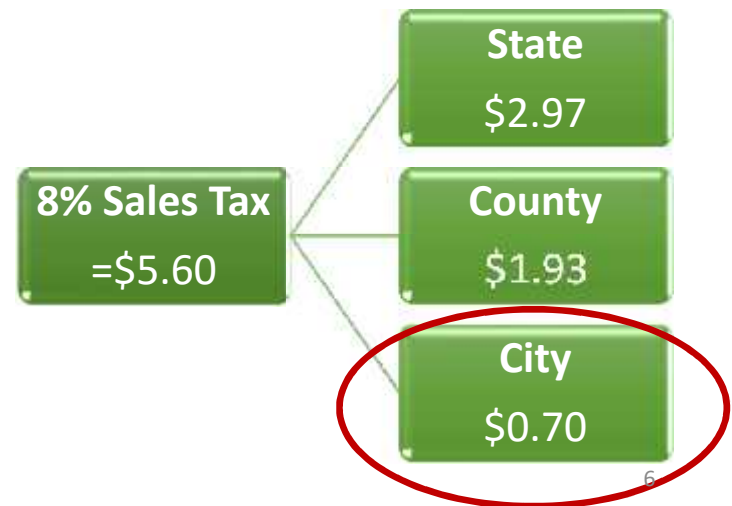 State
$2.97
8% Sales Tax
=$5.60
County
$1.93
City
$0.70
6